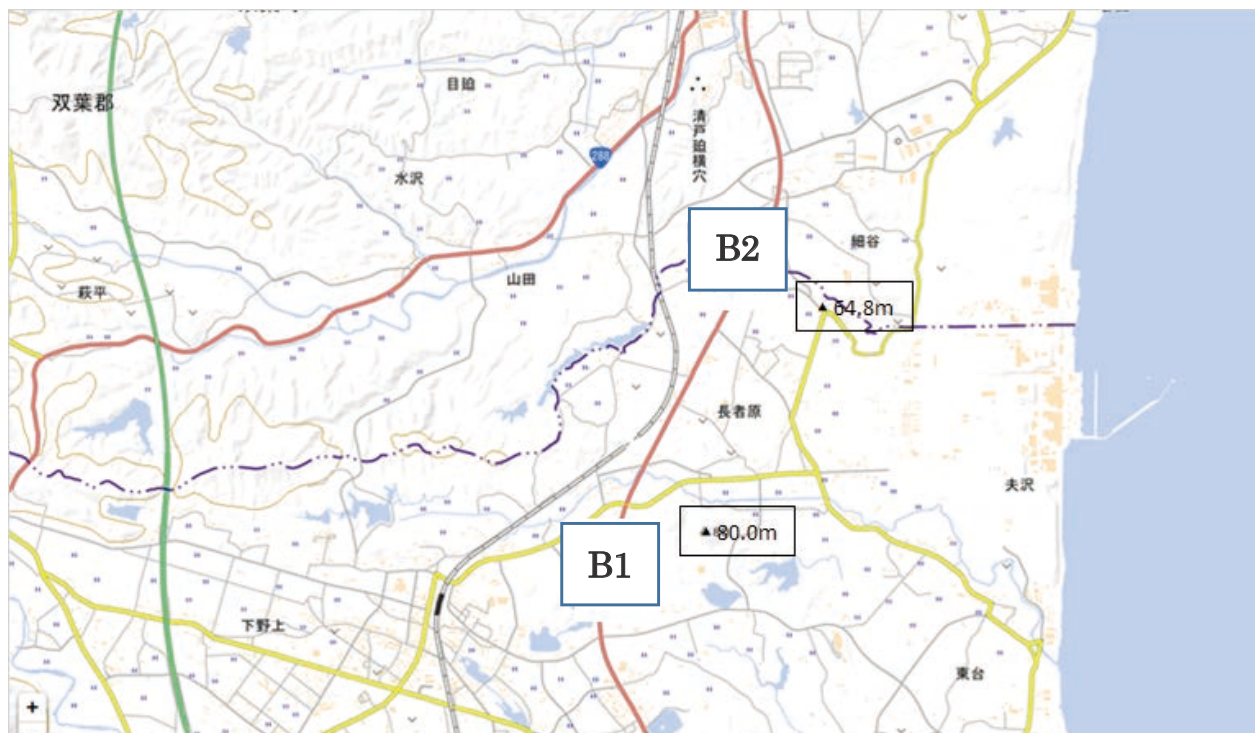 双葉郡
目迫
清戸迫横穴
288
水沢
B2
細谷
山田
萩平
64,8m
長者原
夫沢
80.0m
B1
下野上
東台
+